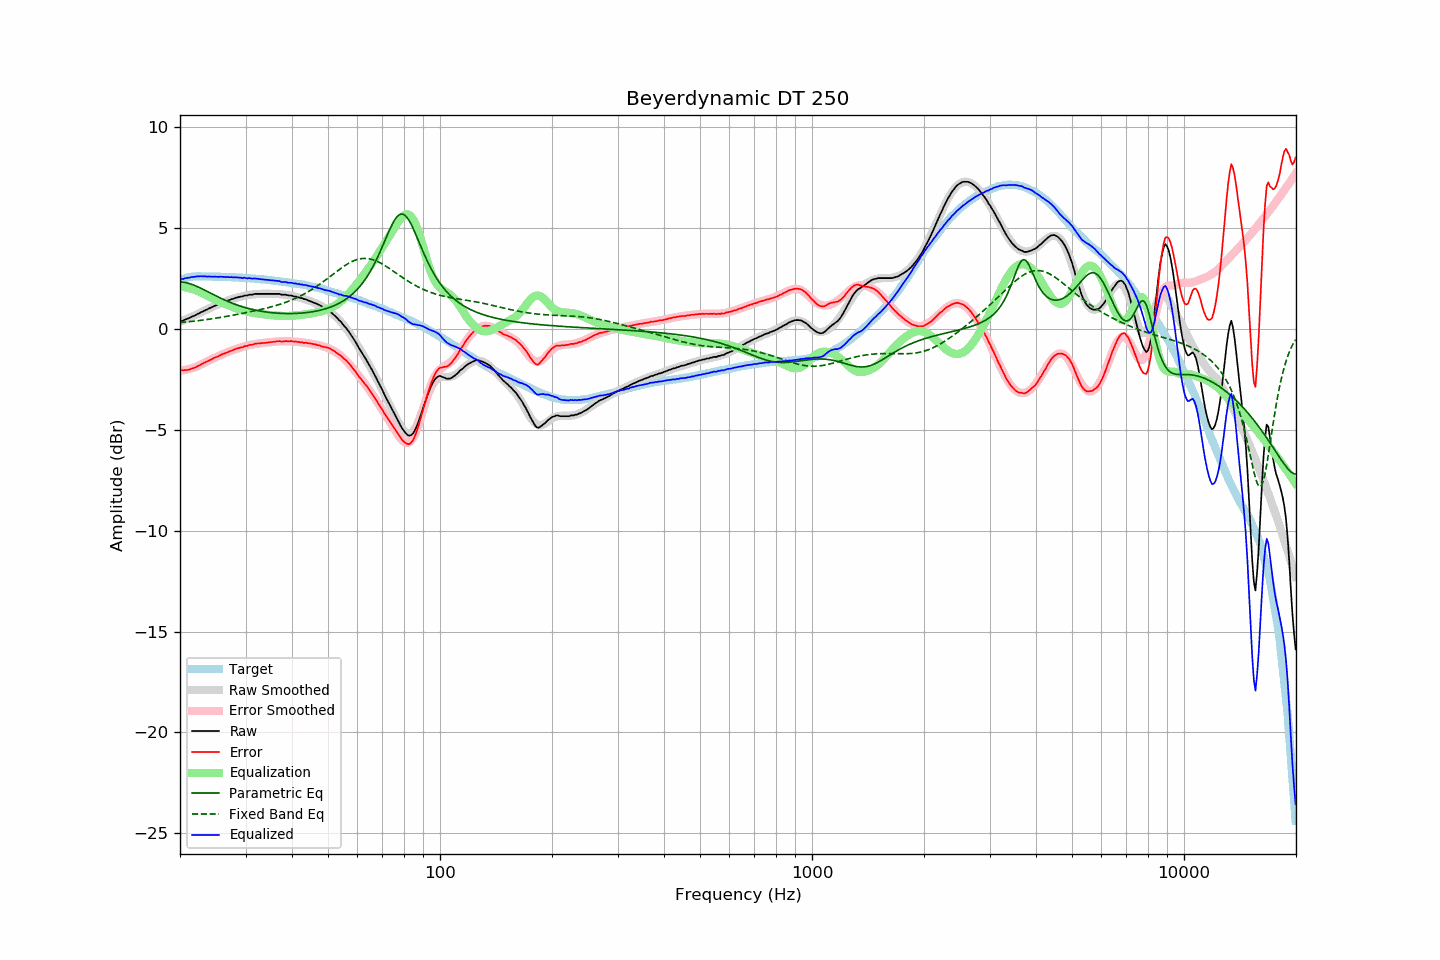 Beyerdynamic DT 250
10
5
0
−5
−10
−15
−20
−25
Amplitude (dBr)
Target
Raw Smoothed
Error Smoothed
Raw
Error
Equalization
Parametric Eq
Fixed Band Eq
Equalized
100 1000 10000
Frequency (Hz)